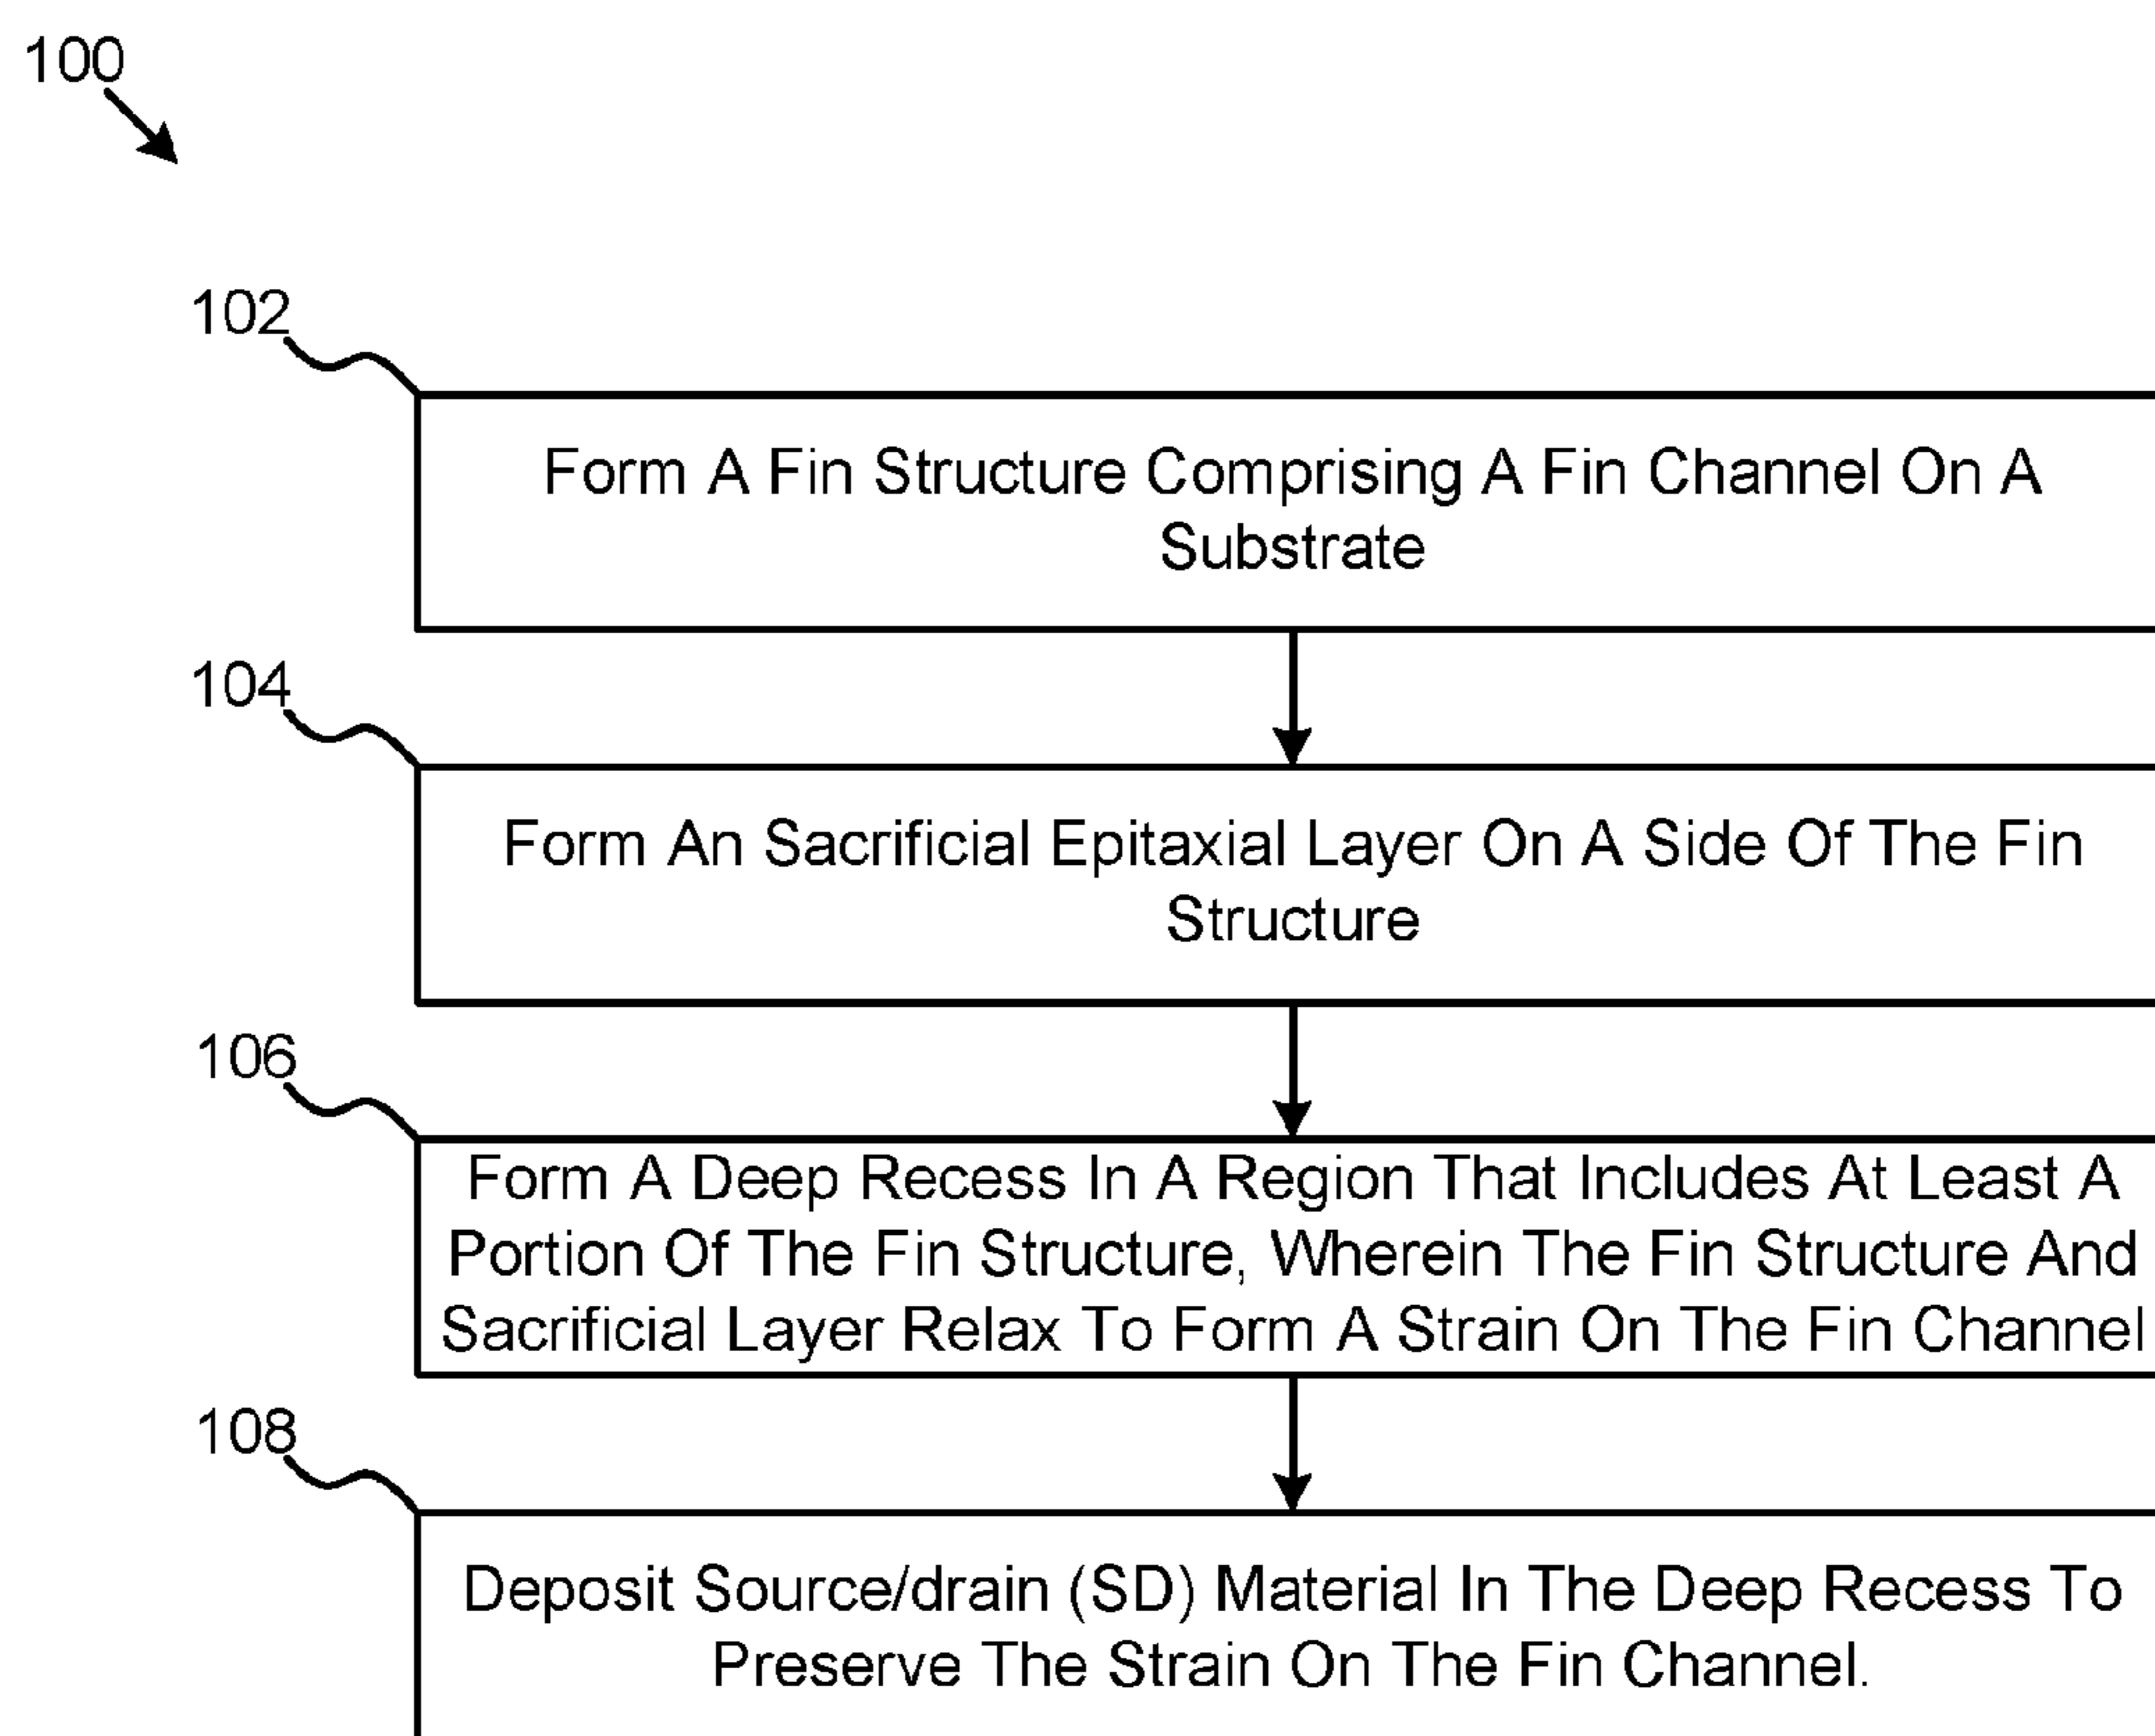 100
102
Form A Fin Structure Comprising A Fin Channel On A
Substrate
104
Form An Sacrificial Epitaxial Layer On A Side Of The Fin
Structure
106
Form A Deep Recess In A Region That Includes At Least A
Portion Of The Fin Structure, Wherein The Fin Structure And
Sacrificial Layer Relax To Form A Strain On The Fin Channel
108
Deposit Source/drain (SD) Material In The Deep Recess To
Preserve The Strain On The Fin Channel.